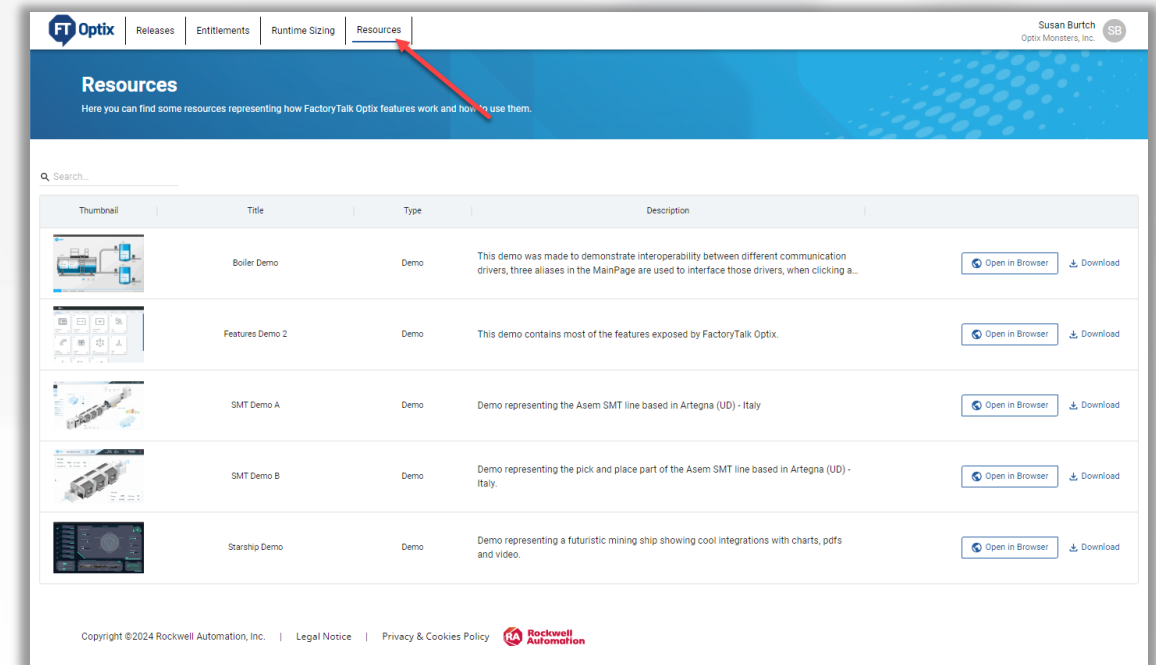 FT Optix Releases Entitlements Runtime Sizing Resources
Susan Burtch
Optix Monsters, Inc.
SB
Resources
Here you can find some resources representing how FactoryTalk Optix features work and how to use them.
Search...
Thumbnail Title Type Description
Boiler Demo Demo This demo was made to demonstrate interoperability between different communication
drivers, three aliases in the MainPage are used to interface those drivers, when clicking a...
Open in Browser Download
Features Demo 2 Demo This demo contains most of the features exposed by FactoryTalk Optix. Open in Browser Download
SMT Demo A Demo Demo representing the Asem SMT line based in Artegna (UD) - Italy Open in Browser Download
SMT Demo B Demo Demo representing the pick and place part of the Asem SMT line based in Artegna (UD) -
Italy.
Open in Browser Download
Starship Demo Demo Demo representing a futuristic mining ship showing cool integrations with charts, pdfs
and video.
Open in Browser Download
Copyright ©2024 Rockwell Automation, Inc. | Legal Notice | Privacy & Cookies Policy RA Rockwell
Automation